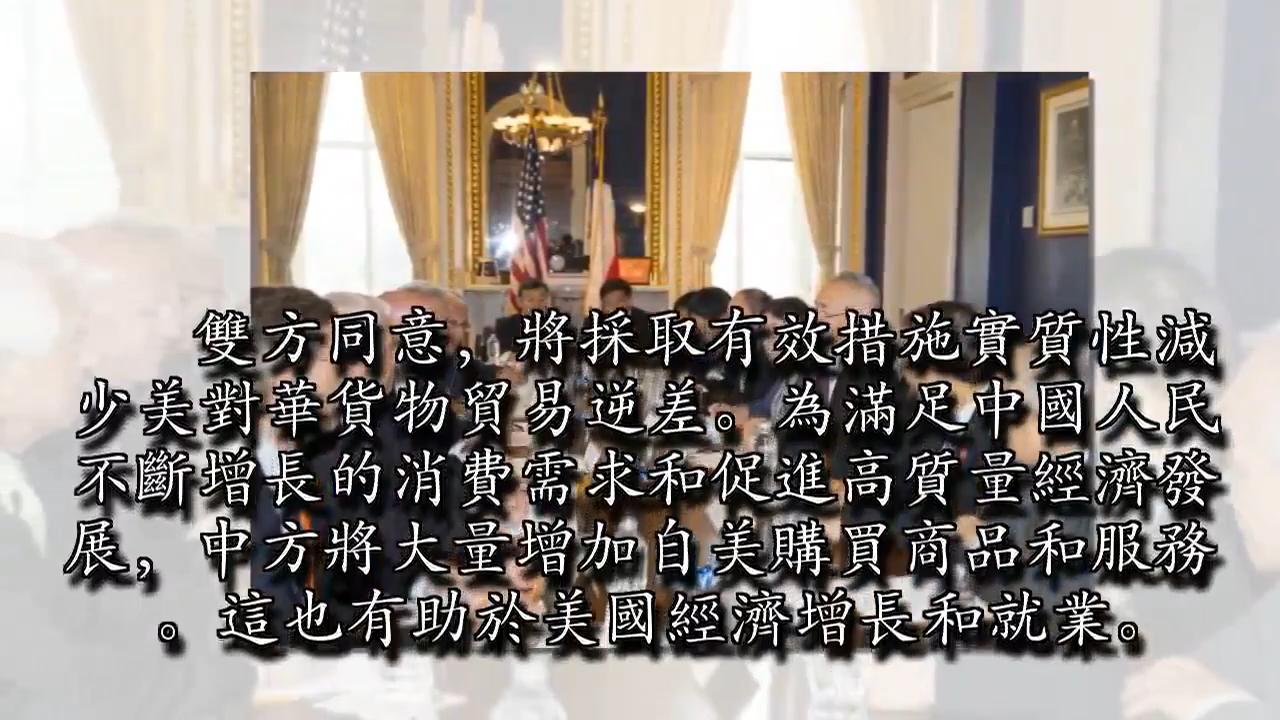 雙方同意，將採取有效措施實質性減
少美對華貨物貿易逆差。為滿足中國人民
不斷增長的消費需求和促進高質量經濟發
展，中方將大量增加自美購買商品和服務
。這也有助於美國經濟增長和就業。